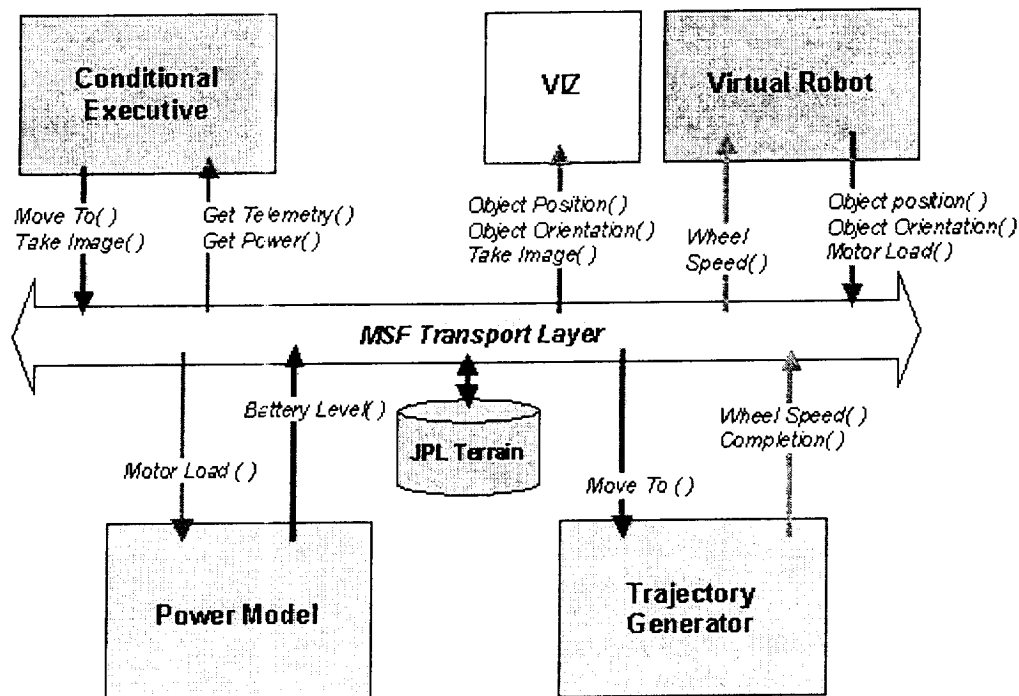 Conditional
Executive
VIZ
Virtual Robot
Move To()
Take Image()
Get Telemetry()
Get Power()
Object Position()
Object Orientation()
Take Image()
Wheel
Speed()
Object position()
Object Orientation()
Motor Load()
MSF Transport Layer
Battery Level()
JPL Terrain
Wheel Speed()
Completion()
Motor Load ()
Move To ()
Power Model
Trajectory
Generator